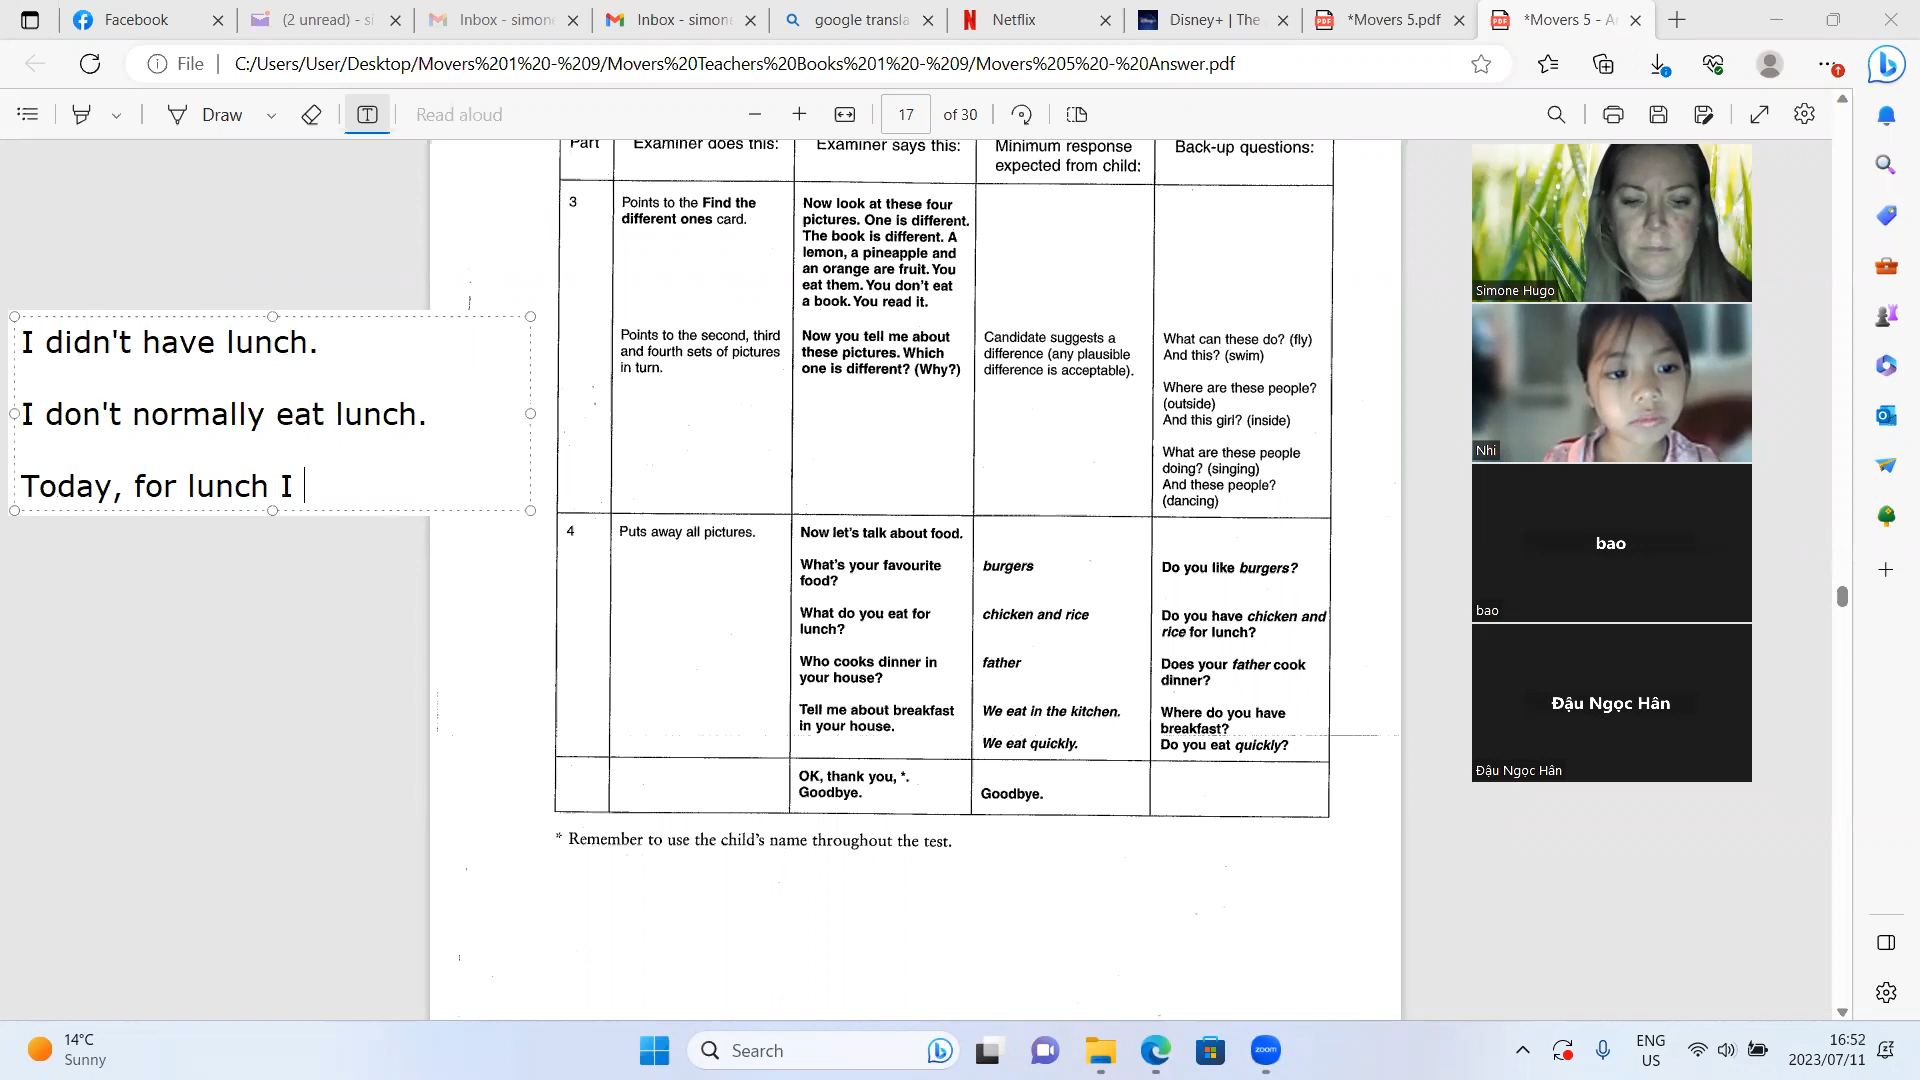 Facebook
(2 unread) - si
Inbox - simon
Inbox - simon
google transla
Netflix
Disney+ | The
*Movers 5.pdf
*Movers 5 - A
File
C:/Users/User/Desktop/Movers%201%20-%209/Movers%20Teachers%20Books%201%20-%209/Movers%205%20-%20Answer.pdf
Draw
Read aloud
17
of 30
Part
Examiner does this:
Examiner says this:
Minimum response
expected from child:
Back-up questions:
3
Points to the Find the
different ones card.
Now look at these four
pictures. One is different.
The book is different. A
lemon, a pineapple and
an orange are fruit. You
eat them. You don't eat
a book. You read it.
Points to the second, third
and fourth sets of pictures
in turn.
Now you tell me about
these pictures. Which
one is different? (Why?)
Candidate suggests a
difference (any plausible
difference is acceptable).
What can these do? (fly)
And this? (swim)
Where are these people?
(outside)
And this girl? (inside)
What are these people
doing? (singing)
And these people?
(dancing)
4
Puts away all pictures.
Now let's talk about food.
What's your favourite
food?
burgers
Do you like burgers?
What do you eat for
lunch?
chicken and rice
Do you have chicken and
rice for lunch?
Who cooks dinner in
your house?
father
Does your father cook
dinner?
Tell me about breakfast
in your house.
We eat in the kitchen.
We eat quickly.
Where do you have
breakfast?
Do you eat quickly?
OK, thank you, *.
Goodbye.
Goodbye.
* Remember to use the child's name throughout the test.
I didn't have lunch.
I don't normally eat lunch.
Today, for lunch I
Simone Hugo
Nhi
bao
bao
Đậu Ngọc Hân
Đậu Ngọc Hân
14°C
Sunny
Search
zoom
ENG
US
16:52
2023/07/11